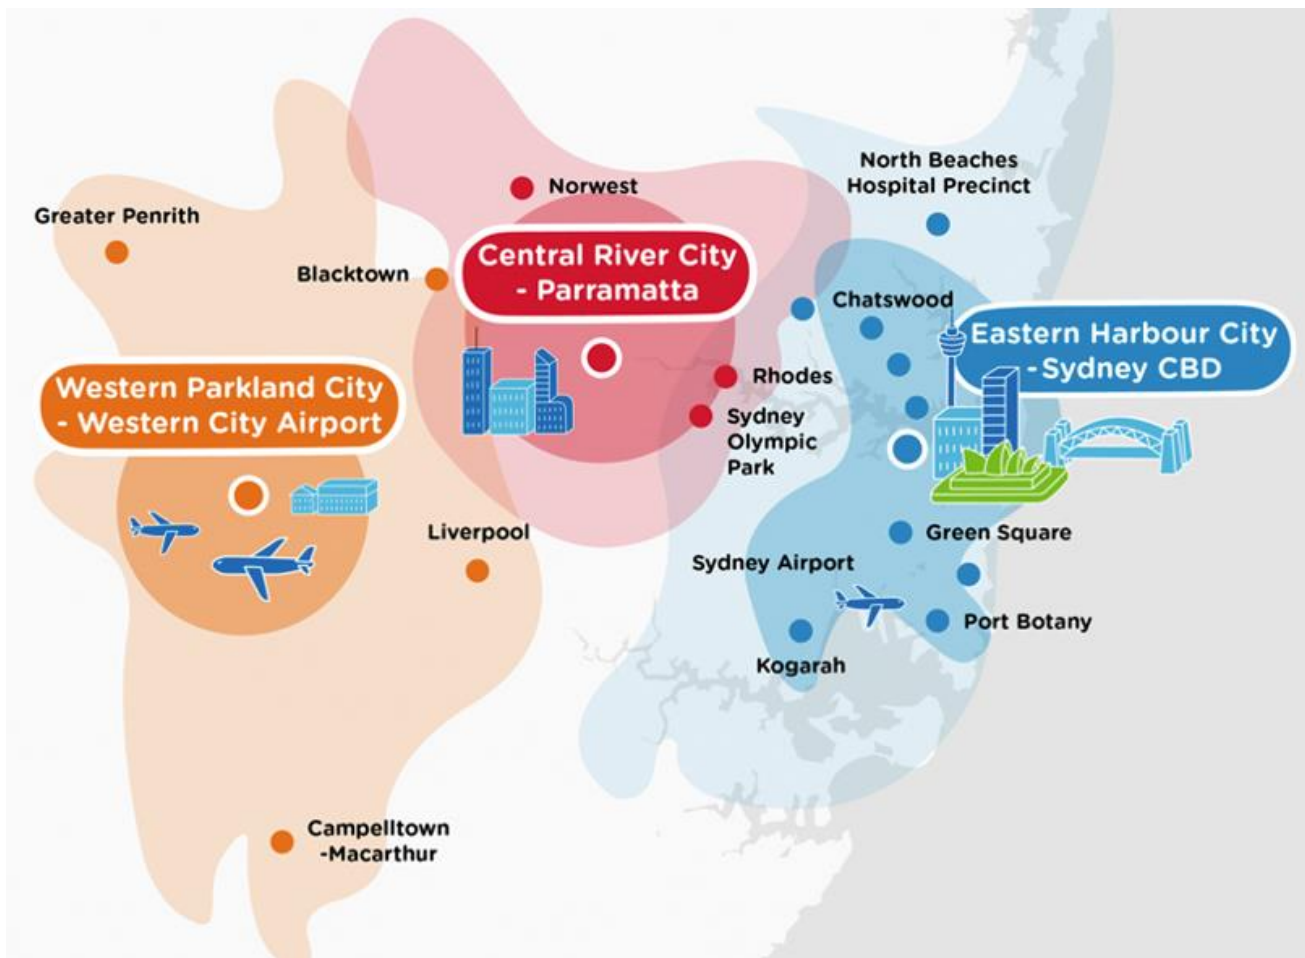 North Beaches
Hospital Precinct
Norwest
Greater Penrith
Central River City
- Parramatta
Blacktown
Chatswood
Eastern Harbour City
- Sydney CBD
Western Parkland City
- Western City Airport
Rhodes
Sydney
Olympic
Park
Liverpool
Green Square
Sydney Airport
Port Botany
Kogarah
Campelltown
-Macarthur